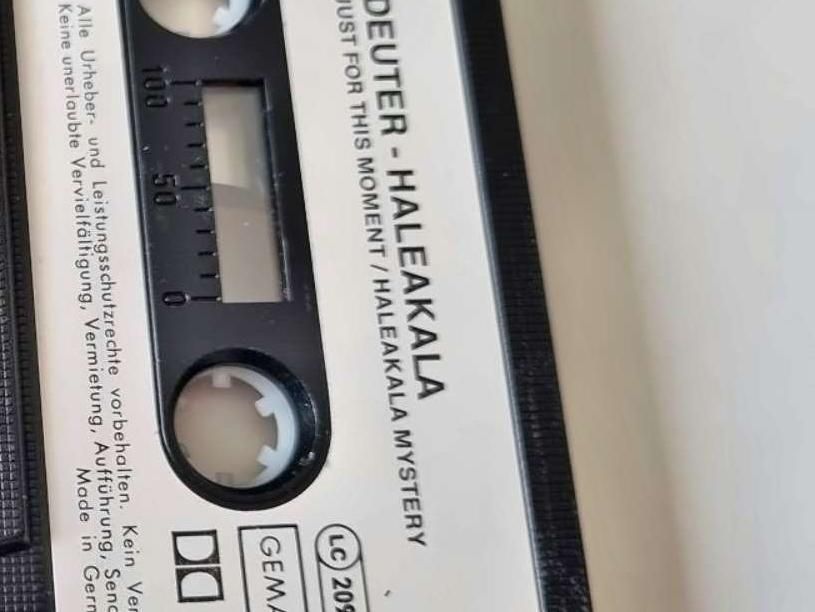 DEUTER - HALEAKALA
JUST FOR THIS MOMENT / HALEAKALA MYSTERY
100 50 0
LC 209
GEMA
Alle Urheber- und Leistungsschutzrechte vorbehalten. Kein
Keine unerlaubte Vervielfältigung, Vermietung, Aufführung,
Made in